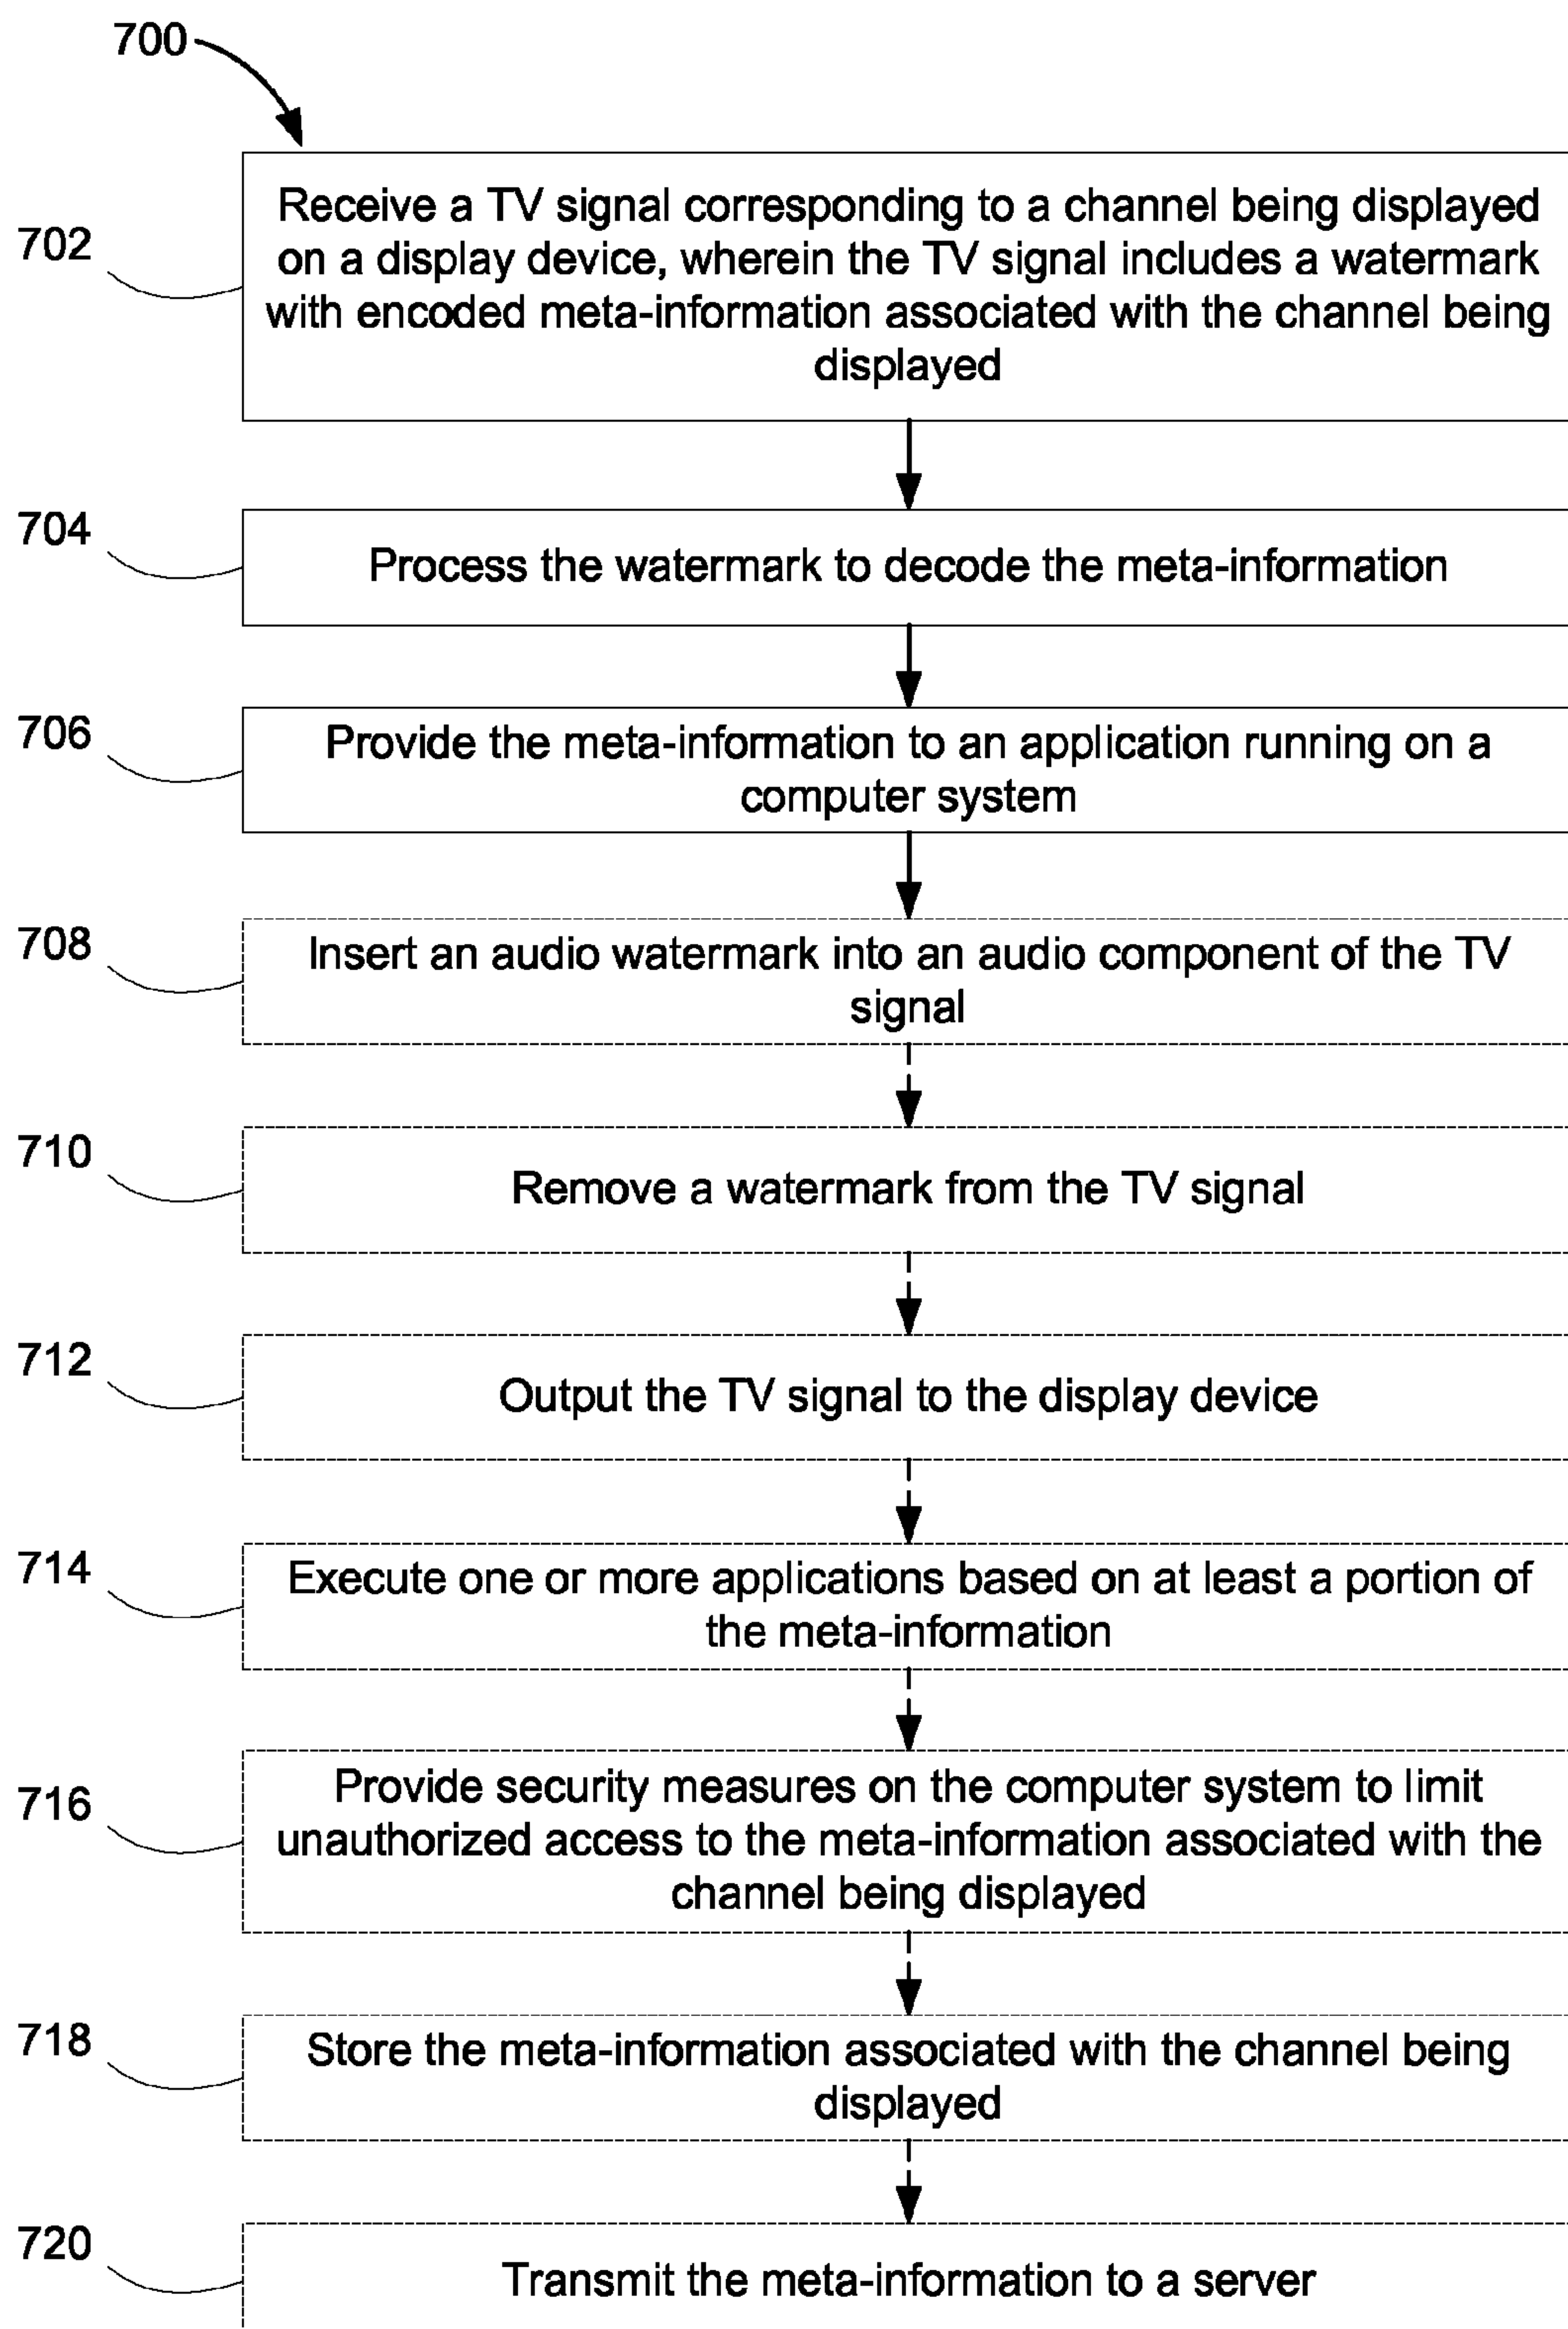 700
702
Receive a TV signal corresponding to a channel being displayed
on a display device, wherein the TV signal includes a watermark
with encoded meta-information associated with the channel being
displayed
704
Process the watermark to decode the meta-information
706
Provide the meta-information to an application running on a
computer system
708
Insert an audio watermark into an audio component of the TV
signal
710
Remove a watermark from the TV signal
712
Output the TV signal to the display device
714
Execute one or more applications based on at least a portion of
the meta-information
716
Provide security measures on the computer system to limit
unauthorized access to the meta-information associated with the
channel being displayed
718
Store the meta-information associated with the channel being
displayed
720
Transmit the meta-information to a server